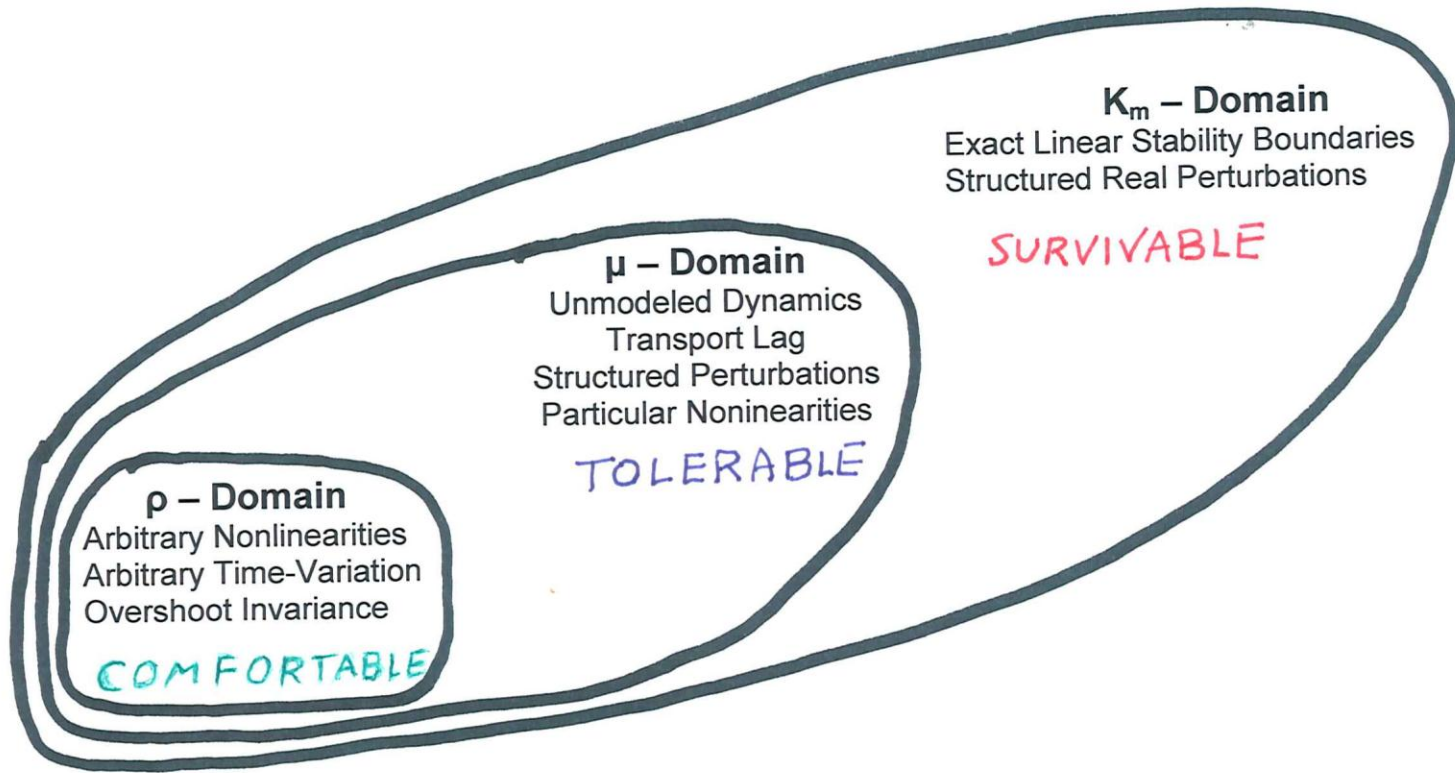 K_m – Domain
Exact Linear Stability Boundaries
Structured Real Perturbations
SURVIVABLE
μ – Domain
Unmodeled Dynamics
Transport Lag
Structured Perturbations
Particular Noninearities
TOLERABLE
ρ – Domain
Arbitrary Nonlinearities
Arbitrary Time-Variation
Overshoot Invariance
COMFORTABLE